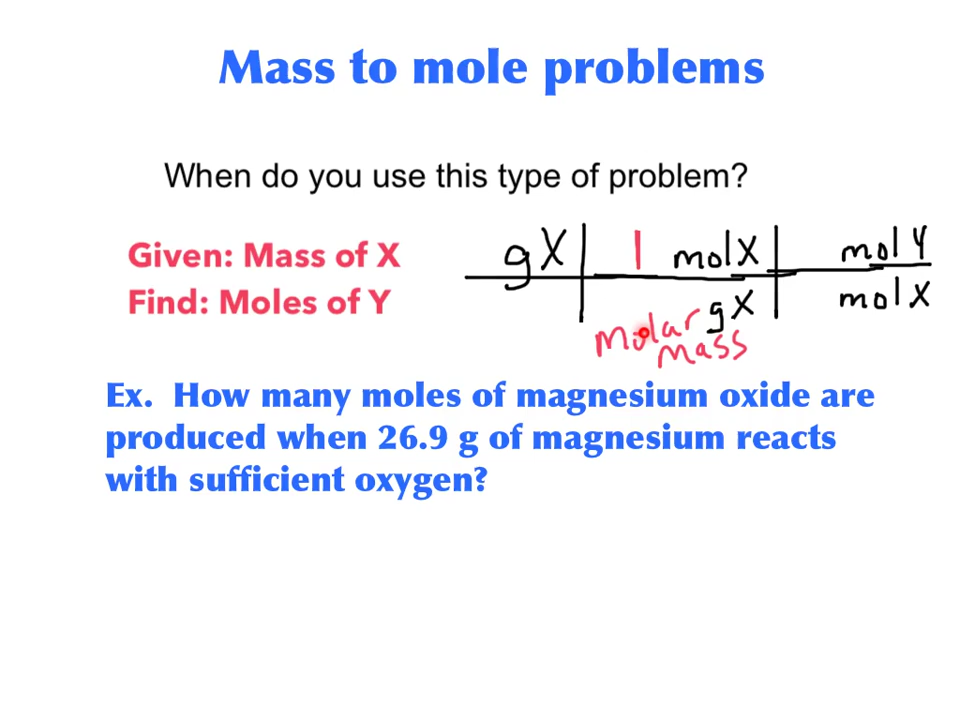 Mass to mole problems
When do you use this type of problem?
Given: Mass of X
Find: Moles of Y
g X | 1 mol X | mol Y
molar mass g X | mol X
Ex. How many moles of magnesium oxide are
produced when 26.9 g of magnesium reacts
with sufficient oxygen?